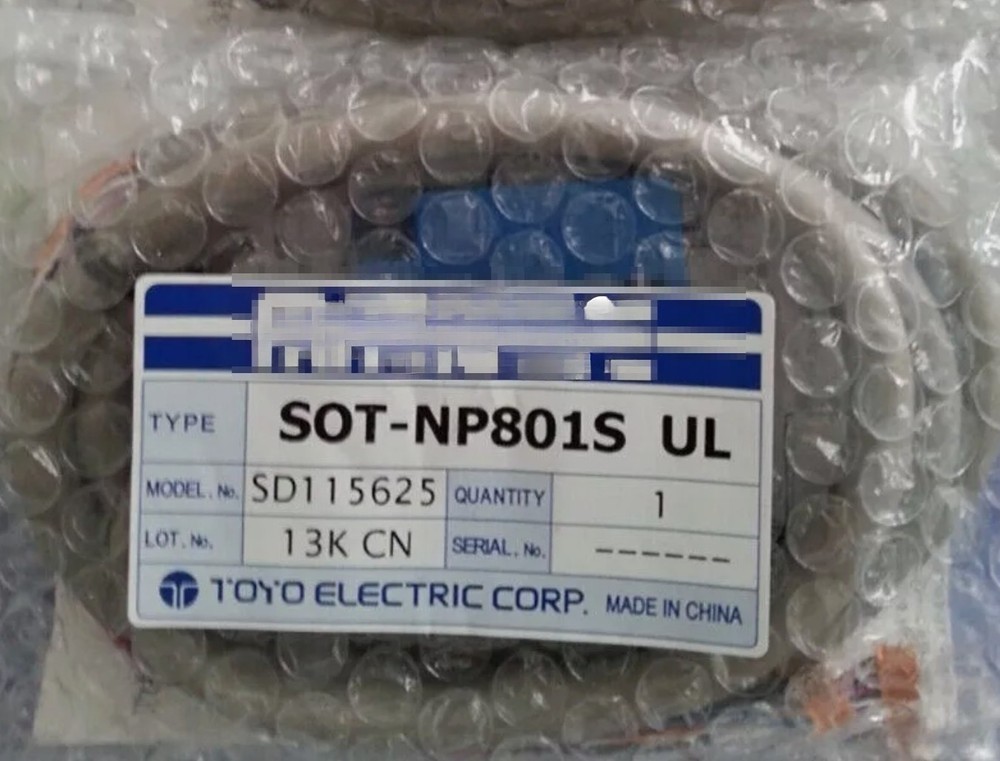 TYPE SOT-NP801S UL
MODEL.No. SD115625 QUANTITY 1
LOT.No. 13K CN SERIAL.No. ------
TOYO ELECTRIC CORP. MADE IN CHINA